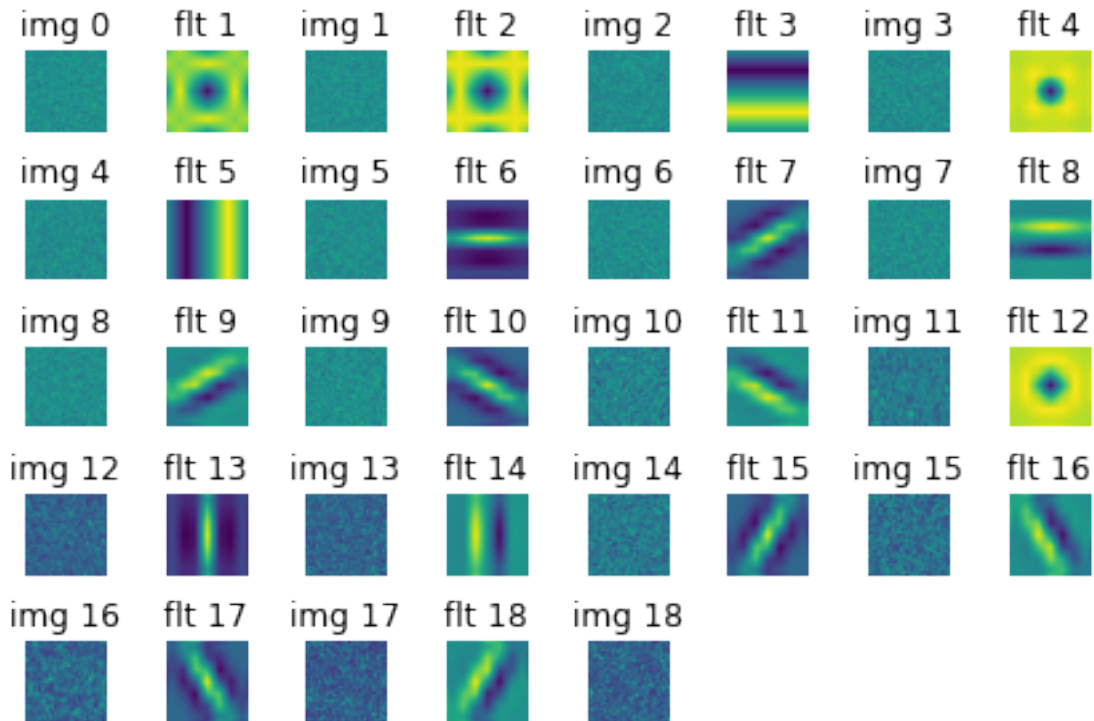 img 0 flt 1 img 1 flt 2 img 2 flt 3 img 3 flt 4
img 4 flt 5 img 5 flt 6 img 6 flt 7 img 7 flt 8
img 8 flt 9 img 9 flt 10 img 10 flt 11 img 11 flt 12
img 12 flt 13 img 13 flt 14 img 14 flt 15 img 15 flt 16
img 16 flt 17 img 17 flt 18 img 18